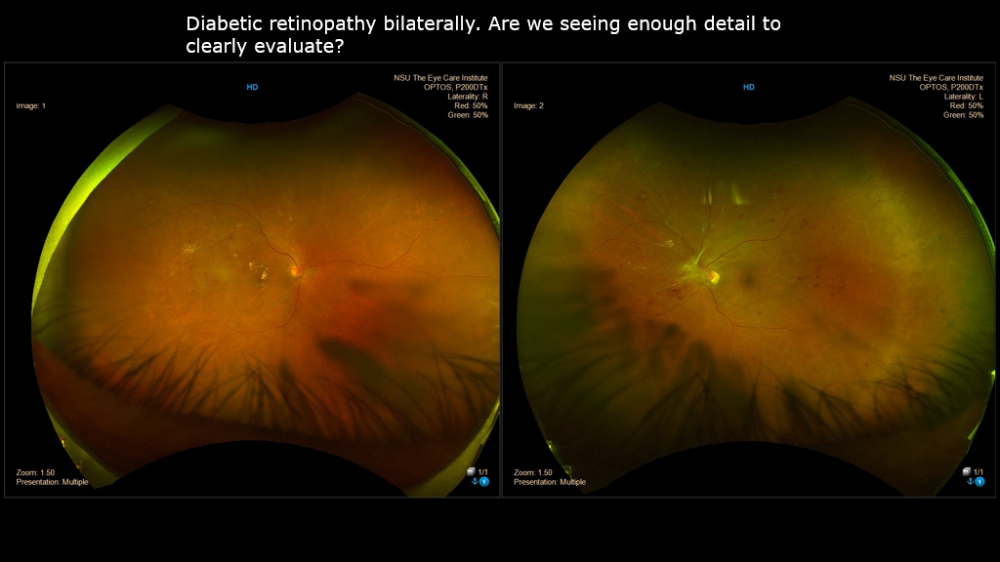 Diabetic retinopathy bilaterally. Are we seeing enough detail to
clearly evaluate?
HD
NSU The Eye Care Institute
OPTOS, P200DTx
Laterality: R
Red: 50%
Green: 50%
Image: 1
Zoom: 1.50
Presentation: Multiple
1/1
1
HD
NSU The Eye Care Institute
OPTOS, P200DTx
Laterality: L
Red: 50%
Green: 50%
Image: 2
Zoom: 1.50
Presentation: Multiple
1/1
1